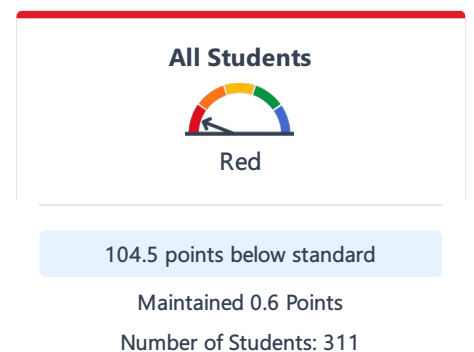 All Students
Red
104.5 points below standard
Maintained 0.6 Points
Number of Students: 311